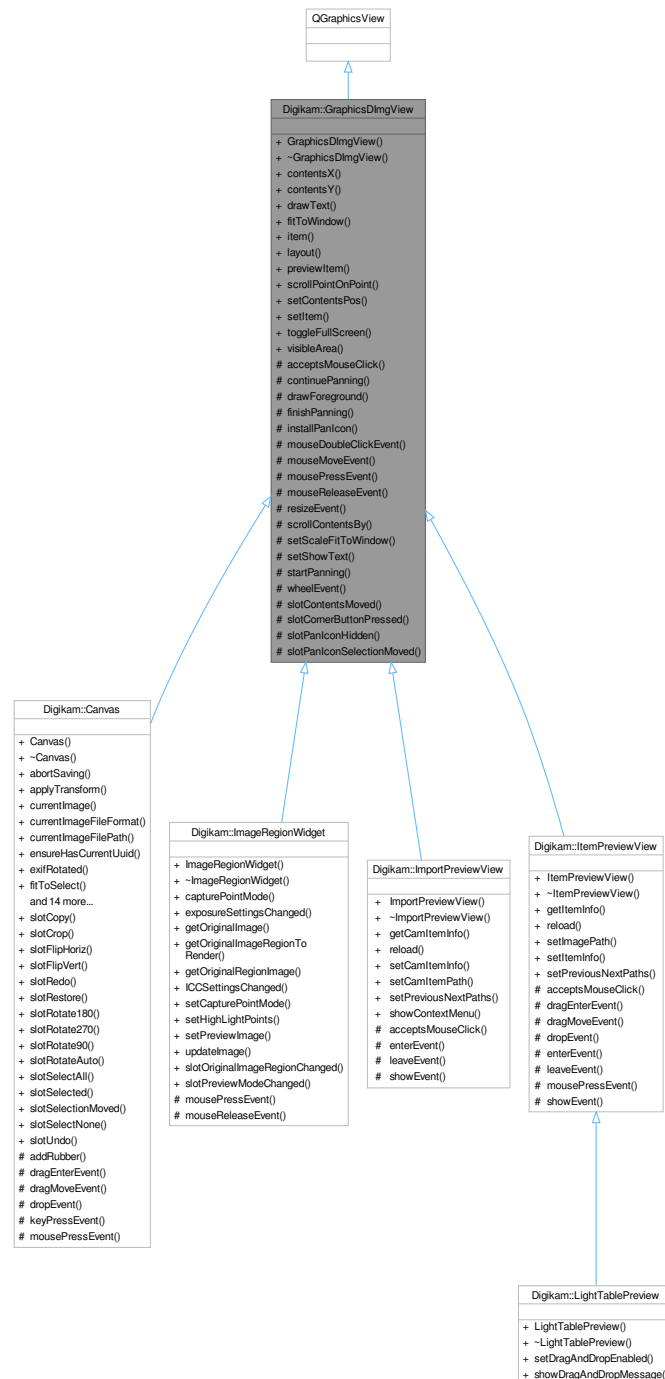 QGraphicsView
Digikam::GraphicsDImgView
+ GraphicsDImgView()
+ ~GraphicsDImgView()
+ contentsX()
+ contentsY()
+ drawText()
+ fitToWindow()
+ item()
+ layout()
+ previewItem()
+ scrollPointOnPoint()
+ setContentsPos()
+ setItem()
+ toggleFullScreen()
+ visibleArea()
# acceptsMouseClick()
# continuePanning()
# drawForeground()
# finishPanning()
# installPanIcon()
# mouseDoubleClickEvent()
# mouseMoveEvent()
# mousePressEvent()
# mouseReleaseEvent()
# resizeEvent()
# scrollContentsBy()
# setScaleFitToWindow()
# setShowText()
# startPanning()
# wheelEvent()
# slotContentsMoved()
# slotCornerButtonPressed()
# slotPanIconHidden()
# slotPanIconSelectionMoved()
Digikam::Canvas
+ Canvas()
+ ~Canvas()
+ abortSaving()
+ applyTransform()
+ currentImage()
+ currentImageFileFormat()
+ currentImageFilePath()
+ ensureHasCurrentUuid()
+ exifRotated()
+ fitToSelect()
and 14 more...
+ slotCopy()
+ slotCrop()
+ slotFlipHoriz()
+ slotFlipVert()
+ slotRedo()
+ slotRestore()
+ slotRotate180()
+ slotRotate270()
+ slotRotate90()
+ slotRotateAuto()
+ slotSelectAll()
+ slotSelected()
+ slotSelectionMoved()
+ slotSelectNone()
+ slotUndo()
# addRubber()
# dragEnterEvent()
# dragMoveEvent()
# dropEvent()
# keyPressEvent()
# mousePressEvent()
Digikam::ImageRegionWidget
+ ImageRegionWidget()
+ ~ImageRegionWidget()
+ capturePointMode()
+ exposureSettingsChanged()
+ getOriginalImage()
+ getOriginalImageRegionTo
Render()
+ getOriginalRegionImage()
+ ICCSettingsChanged()
+ setCapturePointMode()
+ setHighLightPoints()
+ setPreviewImage()
+ updateImage()
+ slotOriginalImageRegionChanged()
+ slotPreviewModeChanged()
# mousePressEvent()
# mouseReleaseEvent()
Digikam::ImportPreviewView
+ ImportPreviewView()
+ ~ImportPreviewView()
+ getCamItemInfo()
+ reload()
+ setCamItemInfo()
+ setCamItemPath()
+ setPreviousNextPaths()
+ showContextMenu()
# acceptsMouseClick()
# enterEvent()
# leaveEvent()
# showEvent()
Digikam::ItemPreviewView
+ ItemPreviewView()
+ ~ItemPreviewView()
+ getItemInfo()
+ reload()
+ setImagePath()
+ setItemInfo()
+ setPreviousNextPaths()
# acceptsMouseClick()
# dragEnterEvent()
# dragMoveEvent()
# dropEvent()
# enterEvent()
# leaveEvent()
# mousePressEvent()
# showEvent()
Digikam::LightTablePreview
+ LightTablePreview()
+ ~LightTablePreview()
+ setDragAndDropEnabled()
+ showDragAndDropMessage()